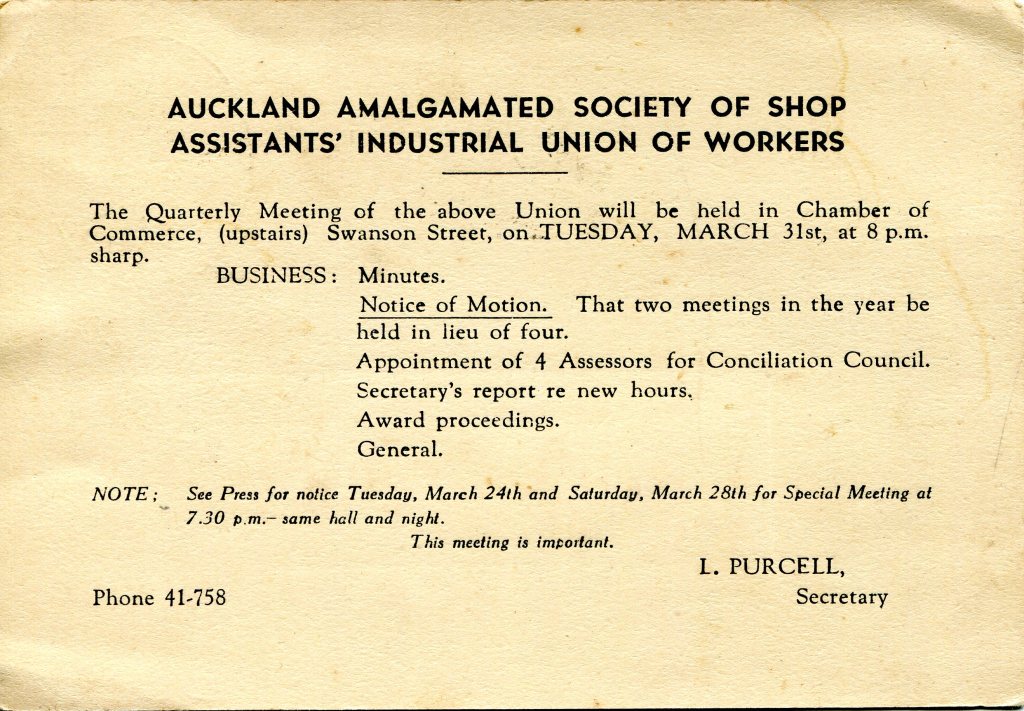 AUCKLAND AMALGAMATED SOCIETY OF SHOP
ASSISTANTS' INDUSTRIAL UNION OF WORKERS
The Quarterly Meeting of the above Union will be held in Chamber of
Commerce, (upstairs) Swanson Street, on TUESDAY, MARCH 31st, at 8 p.m.
sharp.
BUSINESS: Minutes.
Notice of Motion. That two meetings in the year be
held in lieu of four.
Appointment of 4 Assessors for Conciliation Council.
Secretary's report re new hours.
Award proceedings.
General.
NOTE; See Press for notice Tuesday, March 24th and Saturday, March 28th for Special Meeting at
7.30 p.m.- same hall and night.
This meeting is important.
L. PURCELL,
Phone 41-758 Secretary